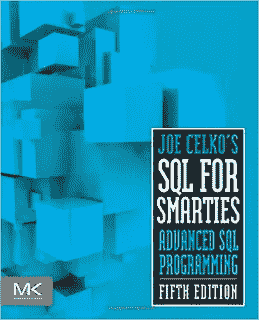 JOE CELKO'S
SQL FOR
SMARTIES
ADVANCED SQL
PROGRAMMING
FIFTH EDITION
MK